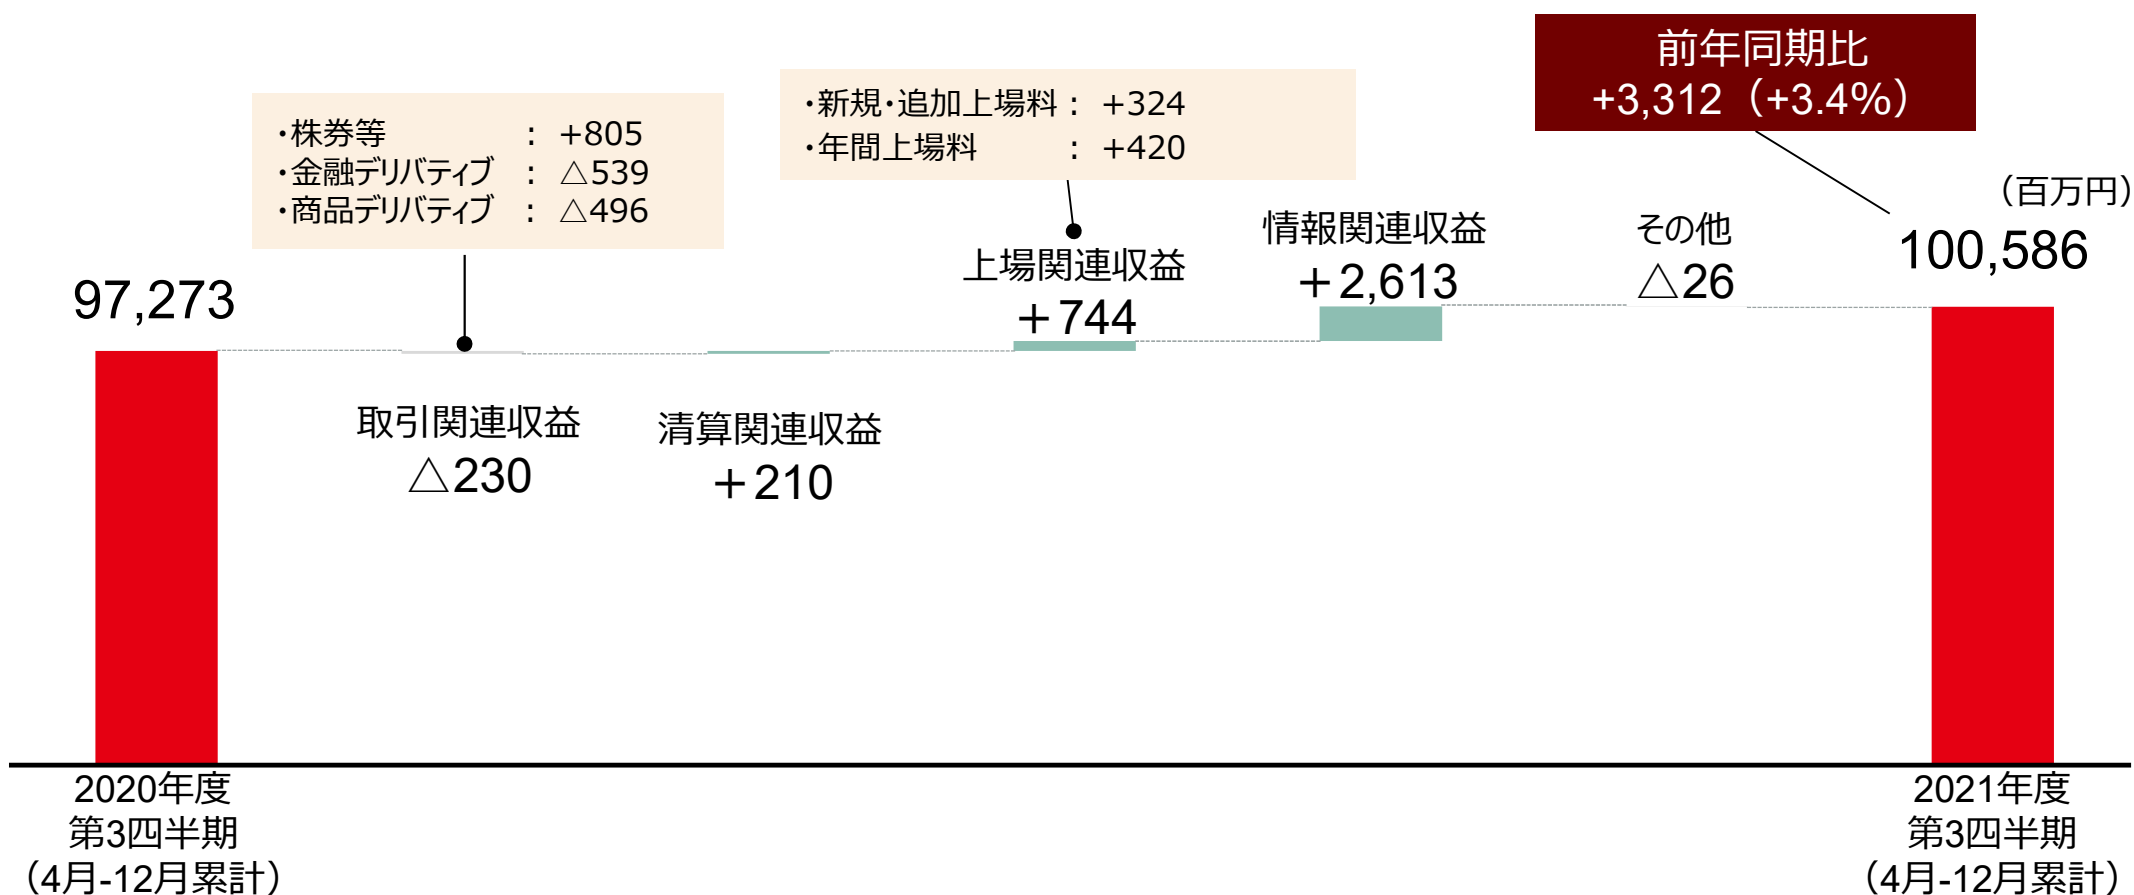 前年同期比
+3,312（+3.4%）
（百万円）
・株券等 : +805
・金融デリバティブ : △539
・商品デリバティブ : △496
・新規・追加上場料 : +324
・年間上場料 : +420
97,273
取引関連収益
△230
清算関連収益
＋210
上場関連収益
＋744
情報関連収益
＋2,613
その他
△26
100,586
2020年度
第3四半期
（4月-12月累計）
2021年度
第3四半期
（4月-12月累計）